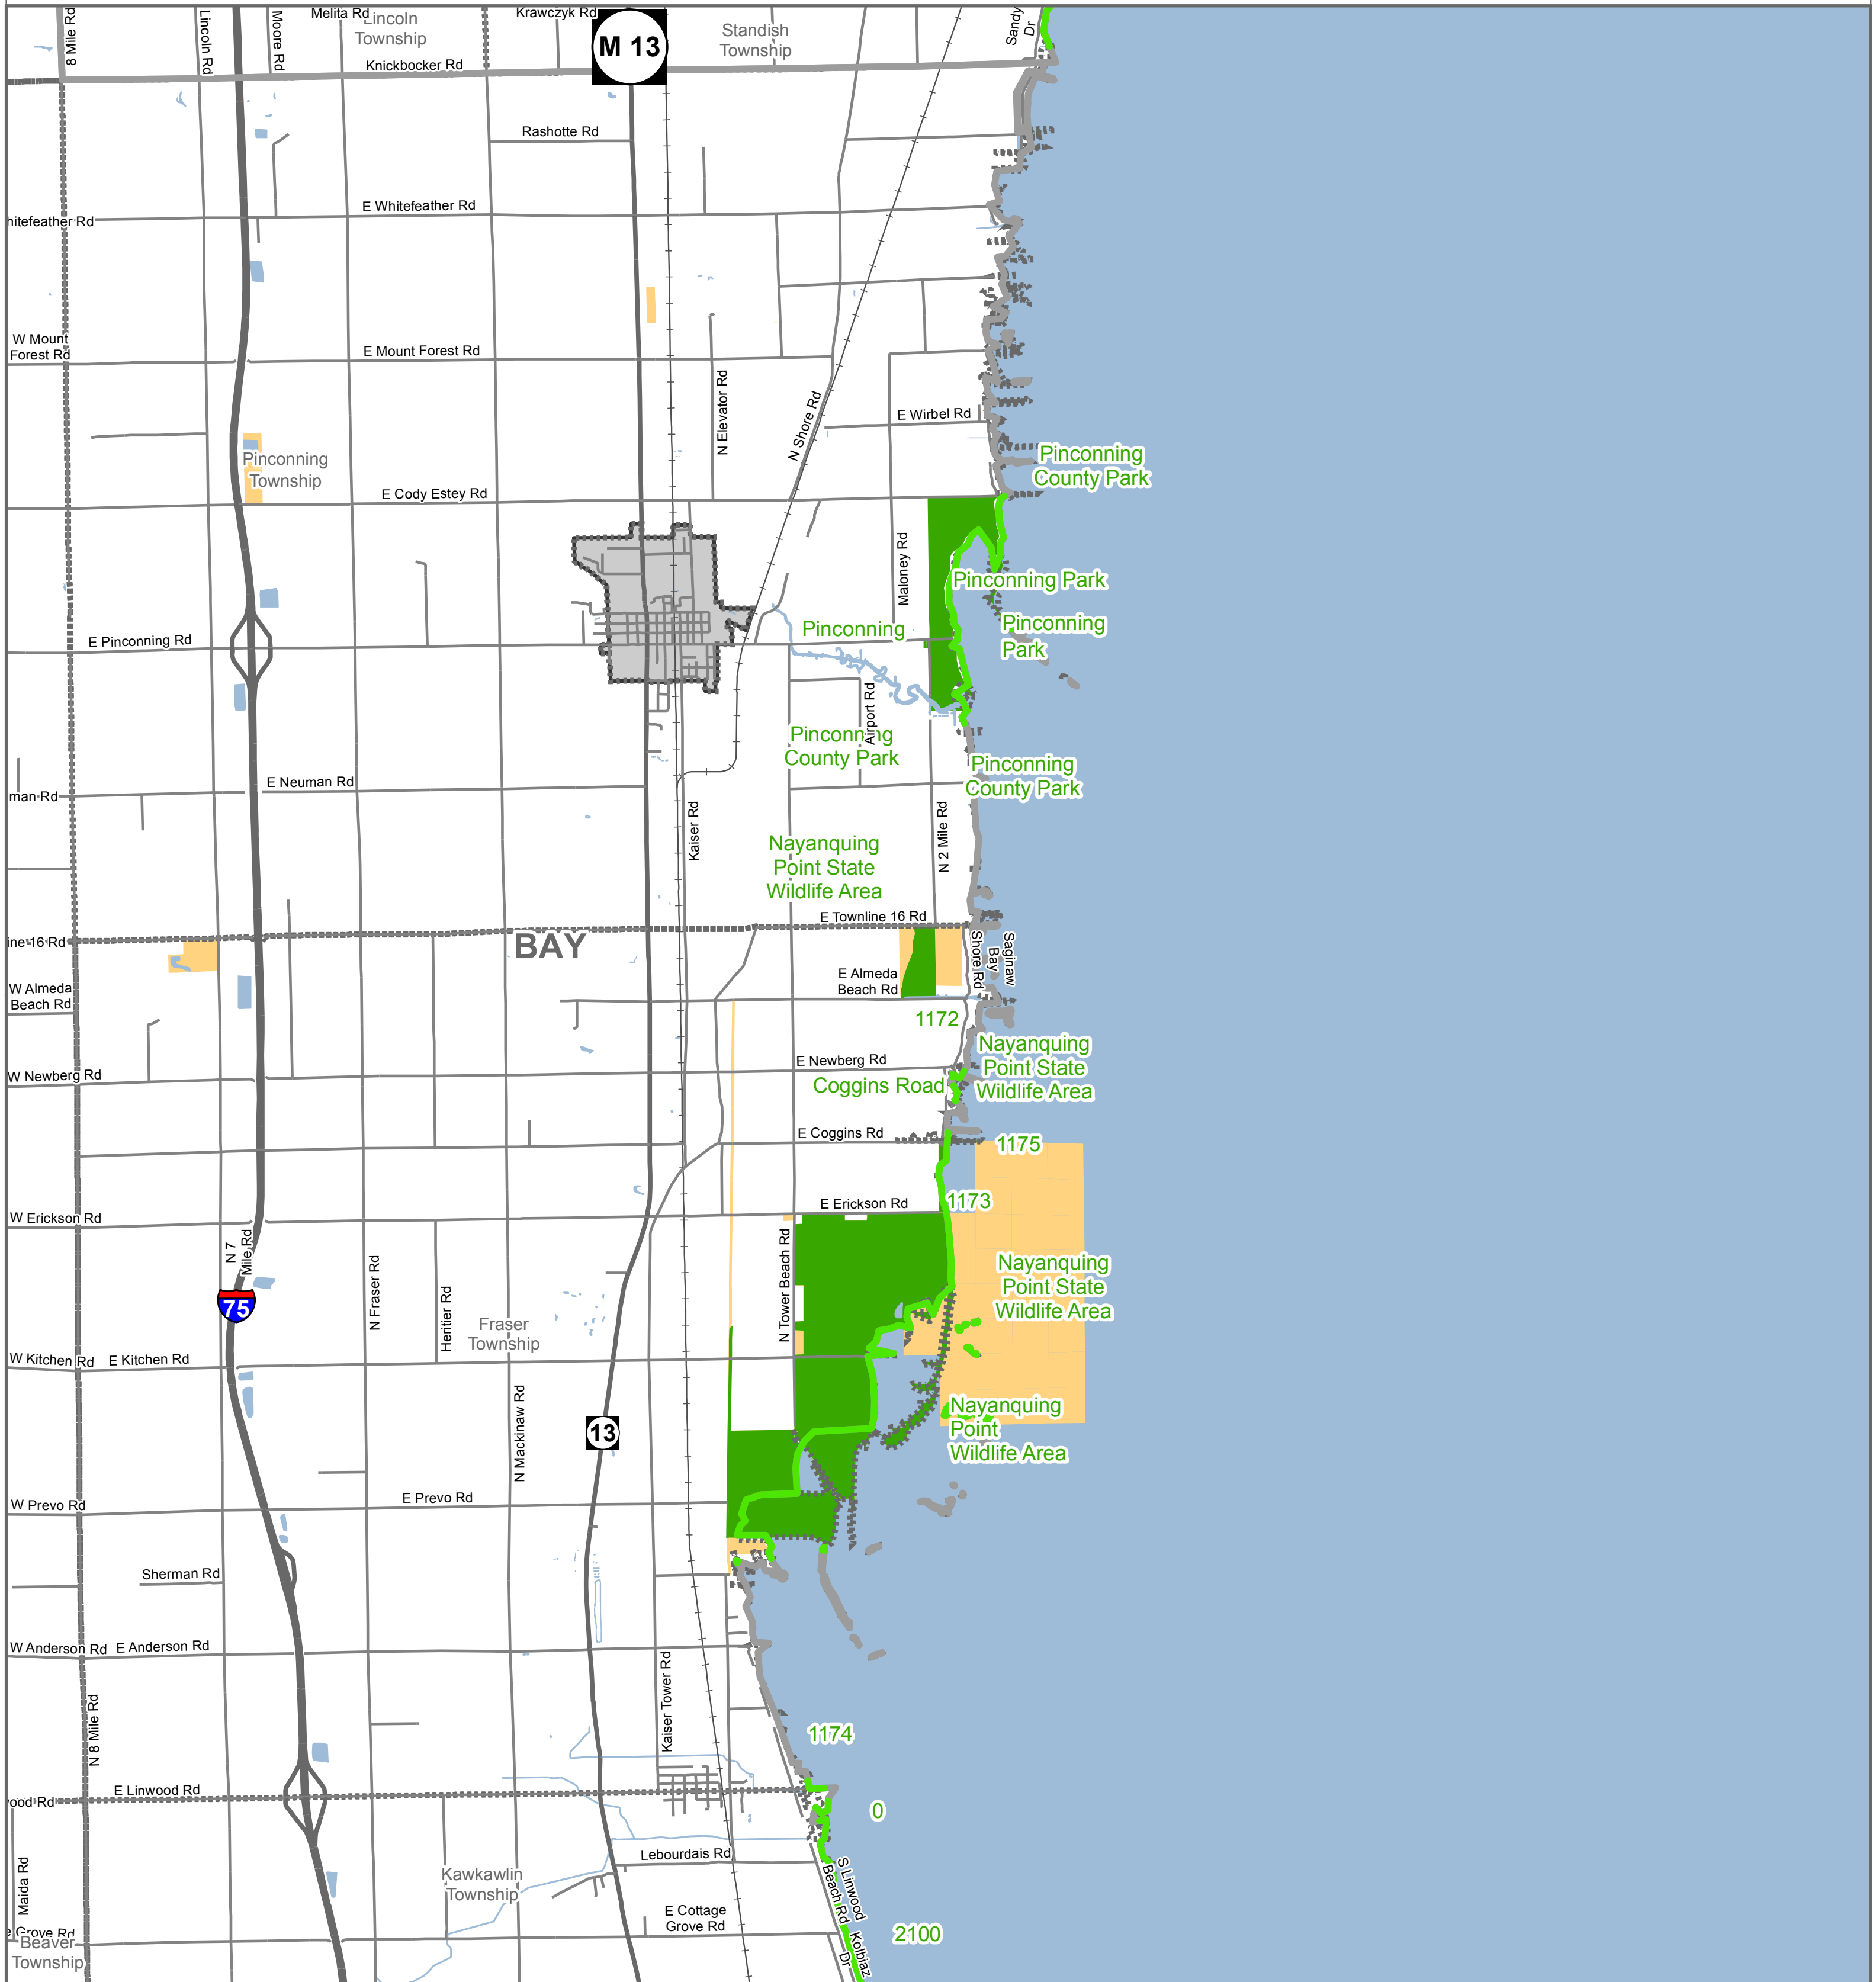 8 Mile Rd
Lincoln Rd
Moore Rd
Melita Rd
Lincoln
Township
Krawczyk Rd
M 13
Standish
Township
Sandy
Dr
Knickbocker Rd
Rashotte Rd
hitefeather Rd
E Whitefeather Rd
W Mount
Forest Rd
E Mount Forest Rd
N Elevator Rd
N Shore Rd
E Wirbel Rd
Pinconning
Township
Pinconning
County Park
E Cody Estey Rd
Maloney Rd
Pinconning Park
E Pinconning Rd
Pinconning
Pinconning
Park
Airport Rd
Pinconning
County Park
Pinconning
County Park
man Rd
E Neuman Rd
Kaiser Rd
N 2 Mile Rd
Nayanquing
Point State
Wildlife Area
E Townline 16 Rd
ine 16 Rd
BAY
Shore Rd
Saginaw
Bay
W Almeda
Beach Rd
E Almeda
Beach Rd
1172
W Newberg Rd
E Newberg Rd
Nayanquing
Point State
Wildlife Area
Coggins Road
E Coggins Rd
1175
W Erickson Rd
E Erickson Rd
1173
N 7
Mile Rd
75
N Fraser Rd
Heritier Rd
Fraser
Township
N Tower Beach Rd
Nayanquing
Point State
Wildlife Area
W Kitchen Rd
E Kitchen Rd
N Mackinaw Rd
13
Nayanquing
Point
Wildlife Area
W Prevo Rd
E Prevo Rd
Sherman Rd
W Anderson Rd
E Anderson Rd
N 8 Mile Rd
Kaiser Tower Rd
1174
E Linwood Rd
wood Rd
0
Maida Rd
Lebourdais Rd
Kawkawlin
Township
S Linwood
Beach Rd
E Cottage
Grove Rd
2100
Kolbiaz
Dr
e Grove Rd
Beaver
Township